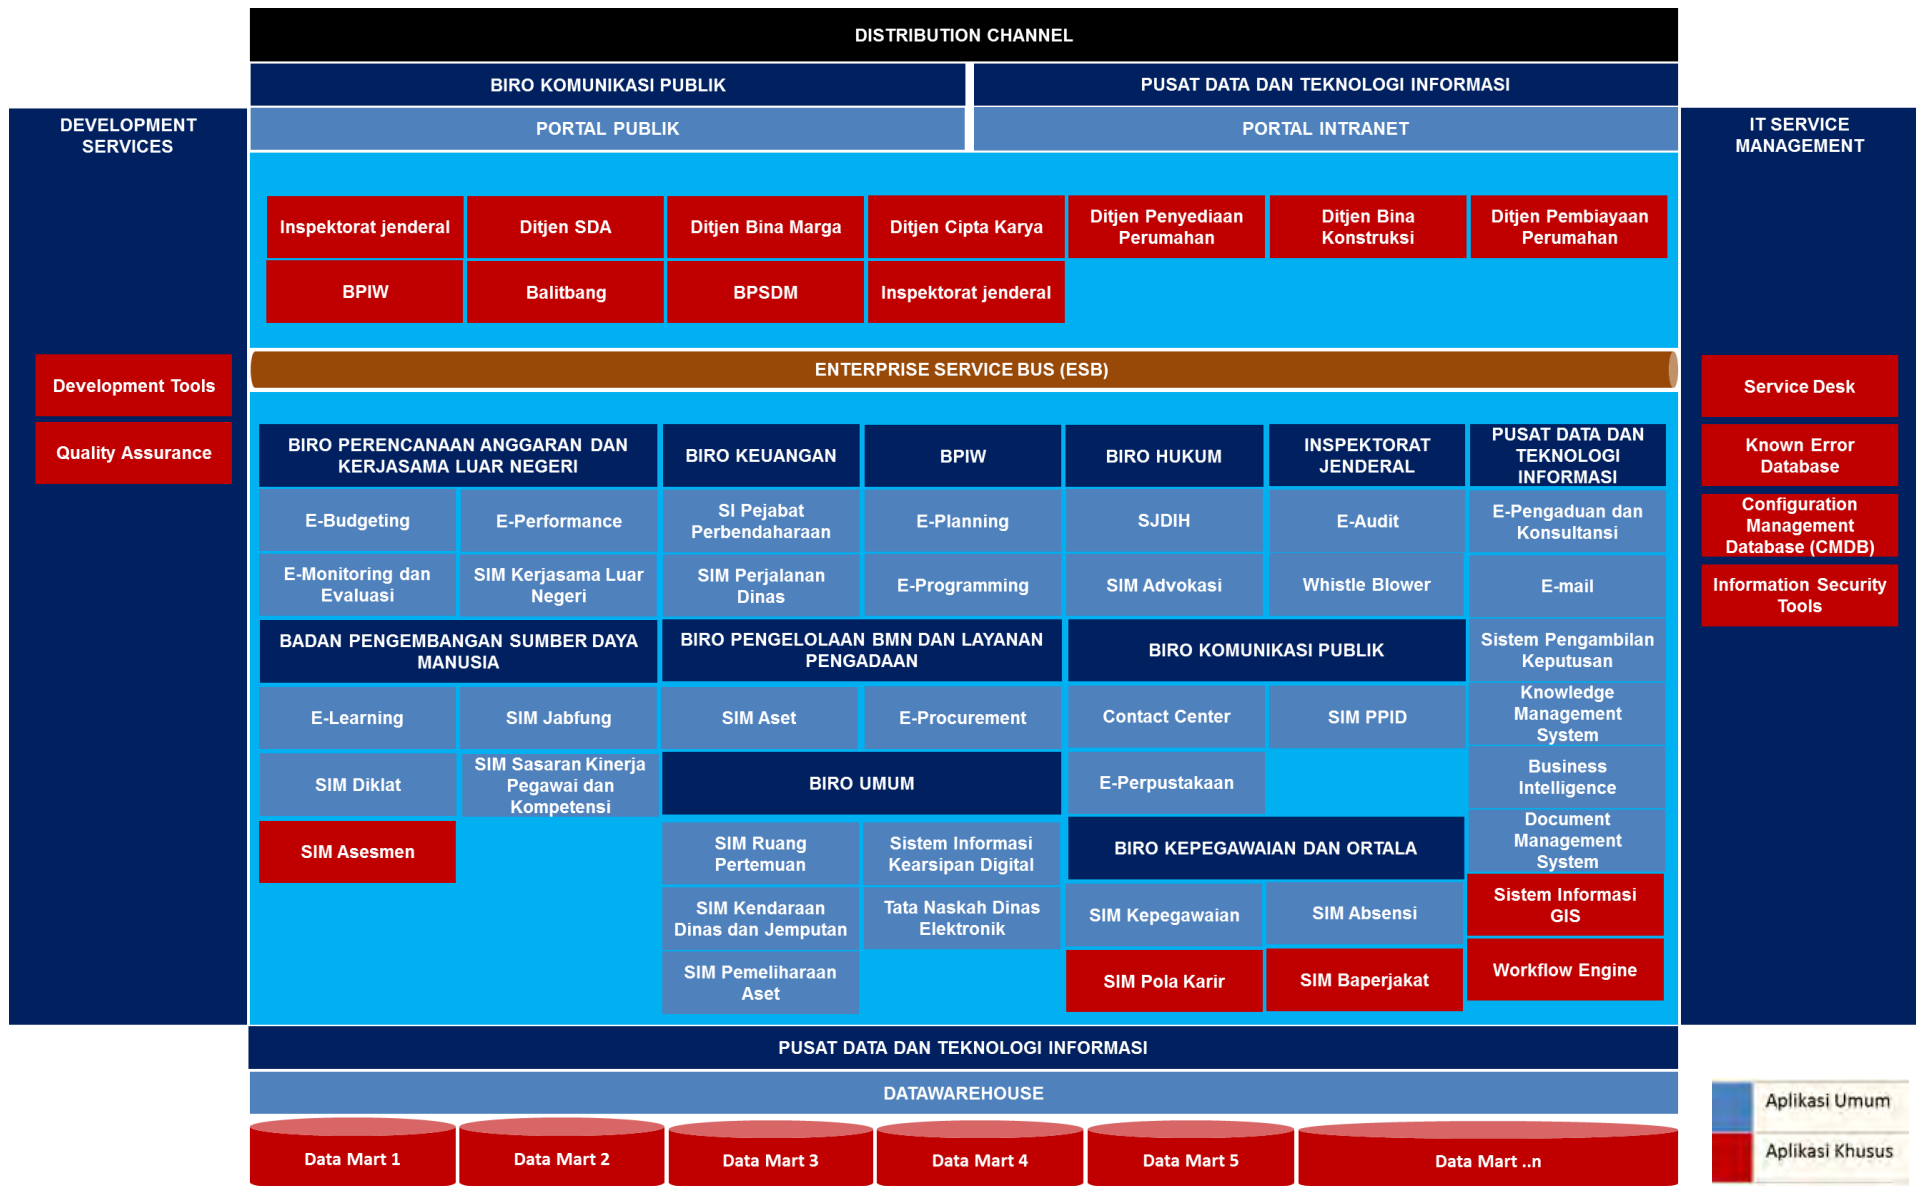 DISTRIBUTION CHANNEL
BIRO KOMUNIKASI PUBLIK
PUSAT DATA DAN TEKNOLOGI INFORMASI
PORTAL PUBLIK
PORTAL INTRANET
DEVELOPMENT
SERVICES
Development Tools
Quality Assurance
IT SERVICE
MANAGEMENT
Service Desk
Known Error
Database
Configuration
Management
Database (CMDB)
Information Security
Tools
Inspektorat jenderal
Ditjen SDA
Ditjen Bina Marga
Ditjen Cipta Karya
Ditjen Penyediaan
Perumahan
Ditjen Bina
Konstruksi
Ditjen Pembiayaan
Perumahan
BPIW
Balitbang
BPSDM
Inspektorat jenderal
ENTERPRISE SERVICE BUS (ESB)
BIRO PERENCANAAN ANGGARAN DAN
KERJASAMA LUAR NEGERI
E-Budgeting
E-Performance
E-Monitoring dan
Evaluasi
SIM Kerjasama Luar
Negeri
BIRO KEUANGAN
SI Pejabat
Perbendaharaan
SIM Perjalanan
Dinas
BPIW
E-Planning
E-Programming
BIRO HUKUM
SJDIH
SIM Advokasi
INSPEKTORAT
JENDERAL
E-Audit
Whistle Blower
PUSAT DATA DAN
TEKNOLOGI
INFORMASI
E-Pengaduan dan
Konsultansi
E-mail
Sistem Pengambilan
Keputusan
Knowledge
Management
System
Business
Intelligence
Document
Management
System
Sistem Informasi
GIS
Workflow Engine
BADAN PENGEMBANGAN SUMBER DAYA
MANUSIA
E-Learning
SIM Jabfung
SIM Diklat
SIM Sasaran Kinerja
Pegawai dan
Kompetensi
SIM Asesmen
BIRO PENGELOLAAN BMN DAN LAYANAN
PENGADAAN
SIM Aset
E-Procurement
BIRO UMUM
SIM Ruang
Pertemuan
Sistem Informasi
Kearsipan Digital
SIM Kendaraan
Dinas dan Jemputan
Tata Naskah Dinas
Elektronik
SIM Pemeliharaan
Aset
BIRO KOMUNIKASI PUBLIK
Contact Center
SIM PPID
E-Perpustakaan
BIRO KEPEGAWAIAN DAN ORTALA
SIM Kepegawaian
SIM Absensi
SIM Pola Karir
SIM Baperjakat
PUSAT DATA DAN TEKNOLOGI INFORMASI
DATAWAREHOUSE
Data Mart 1
Data Mart 2
Data Mart 3
Data Mart 4
Data Mart 5
Data Mart ..n
Aplikasi Umum
Aplikasi Khusus